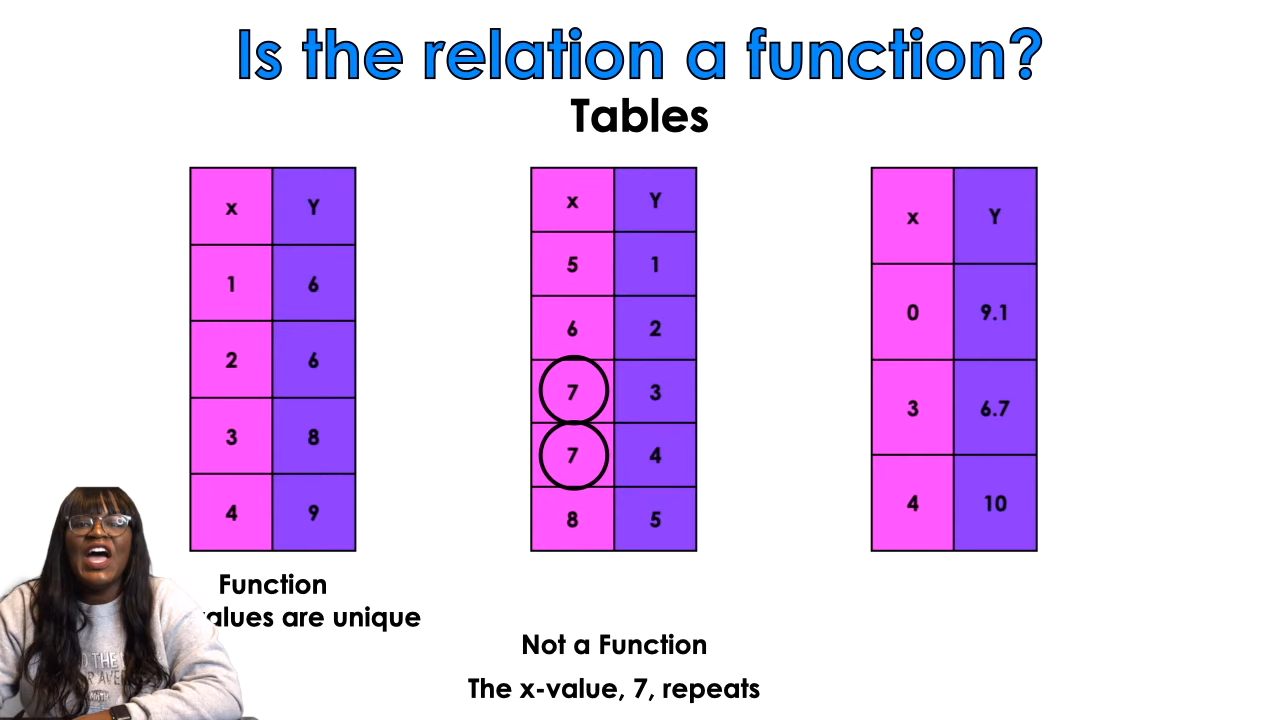 Is the relation a function?
Tables
x Y
1 6
2 6
3 8
4 9
x Y
5 1
6 2
7 3
7 4
8 5
x Y
0 9.1
3 6.7
4 10
Function
are unique
Not a Function
The x-value, 7, repeats
THE